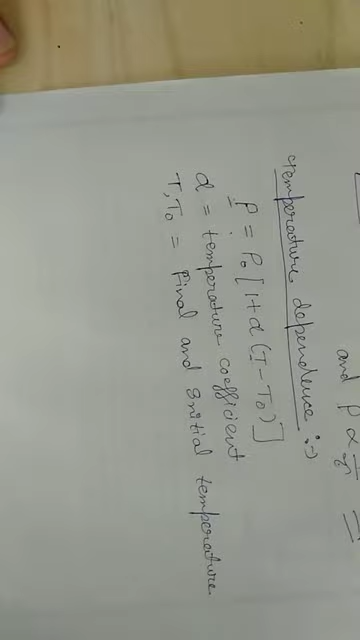 and ρ ∝ 1/σ
Temperature dependence :→
ρ = ρ₀ [1 + α (T - T₀)]
α = temperature coefficient
T, T₀ = Final and Initial temperature